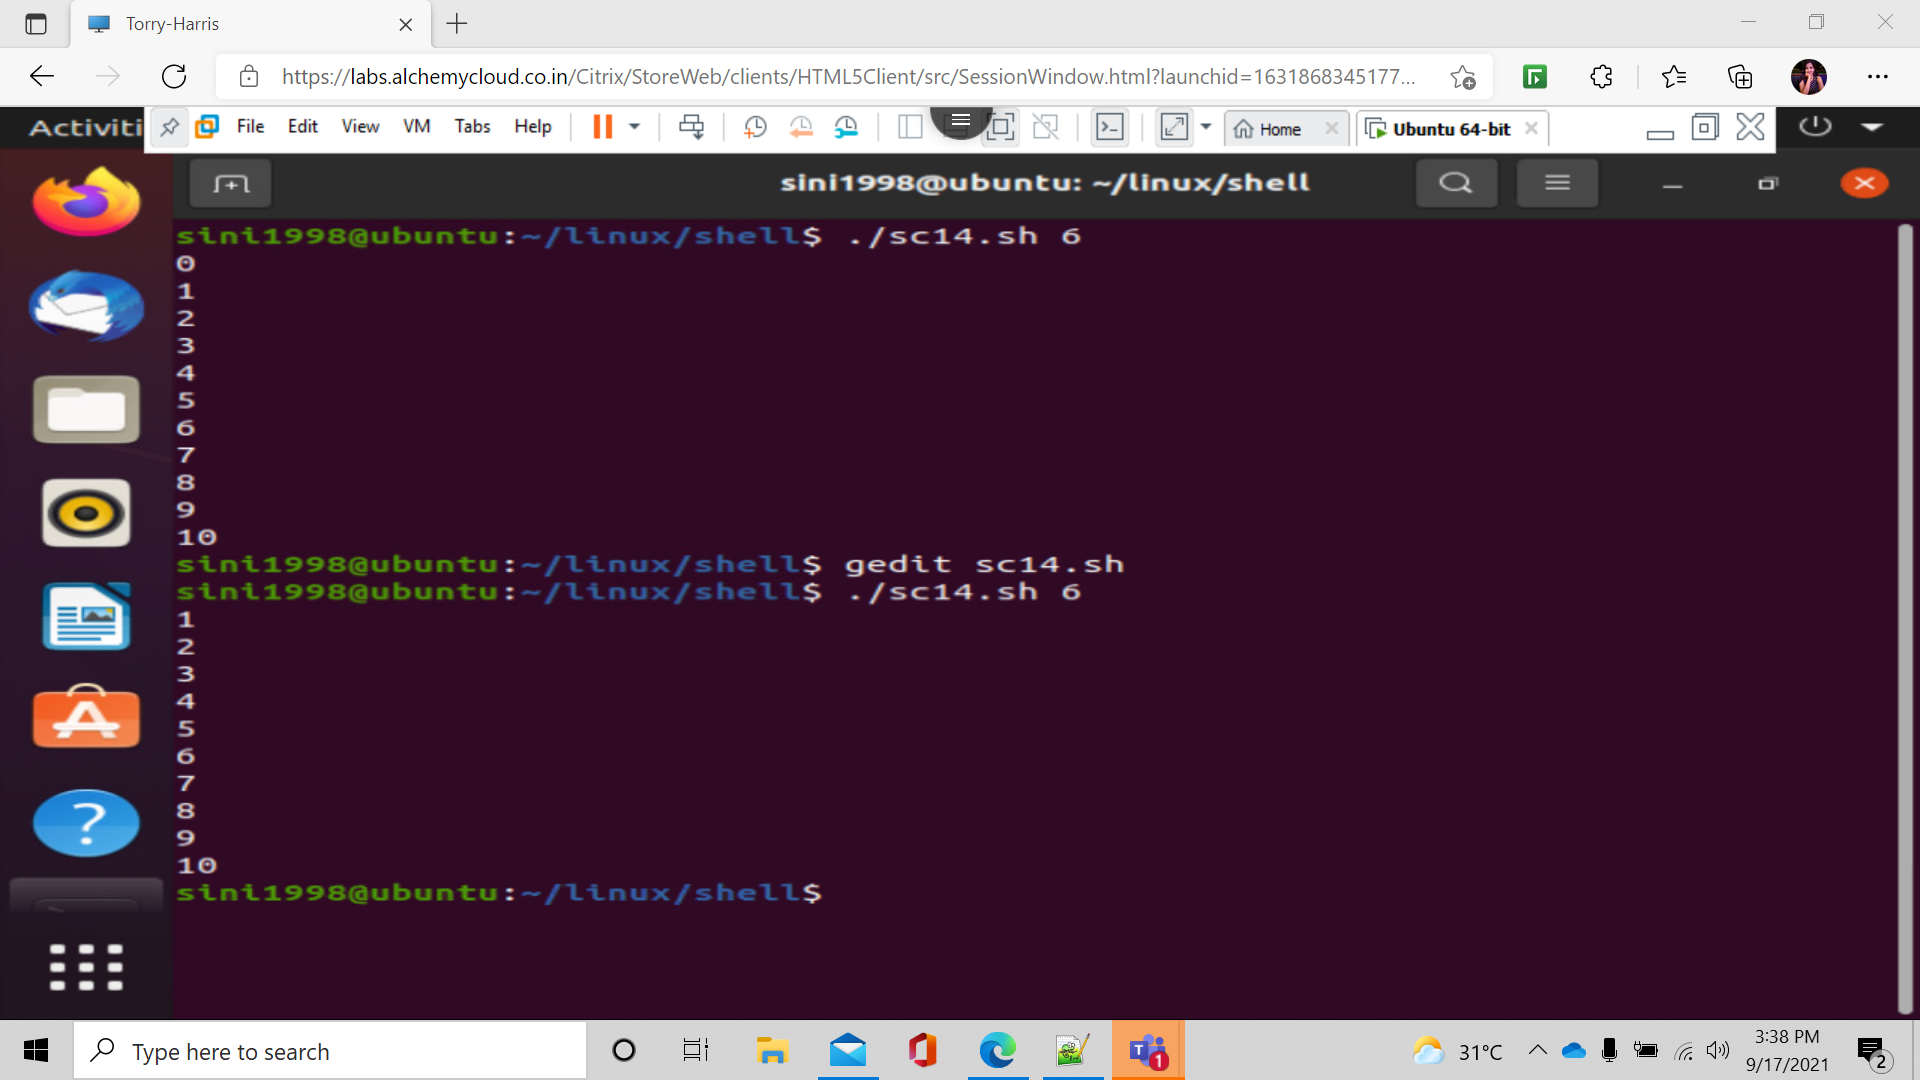 Torry-Harris
https://labs.alchemycloud.co.in/Citrix/StoreWeb/clients/HTML5Client/src/SessionWindow.html?launchid=1631868345177...
Activiti
File Edit View VM Tabs Help
Home
Ubuntu 64-bit
sini1998@ubuntu: ~/linux/shell
sini1998@ubuntu:~/linux/shell$ ./sc14.sh 6
0
1
2
3
4
5
6
7
8
9
10
sini1998@ubuntu:~/linux/shell$ gedit sc14.sh
sini1998@ubuntu:~/linux/shell$ ./sc14.sh 6
1
2
3
4
5
6
7
8
9
10
sini1998@ubuntu:~/linux/shell$
Type here to search
1
31°C
3:38 PM
9/17/2021
2